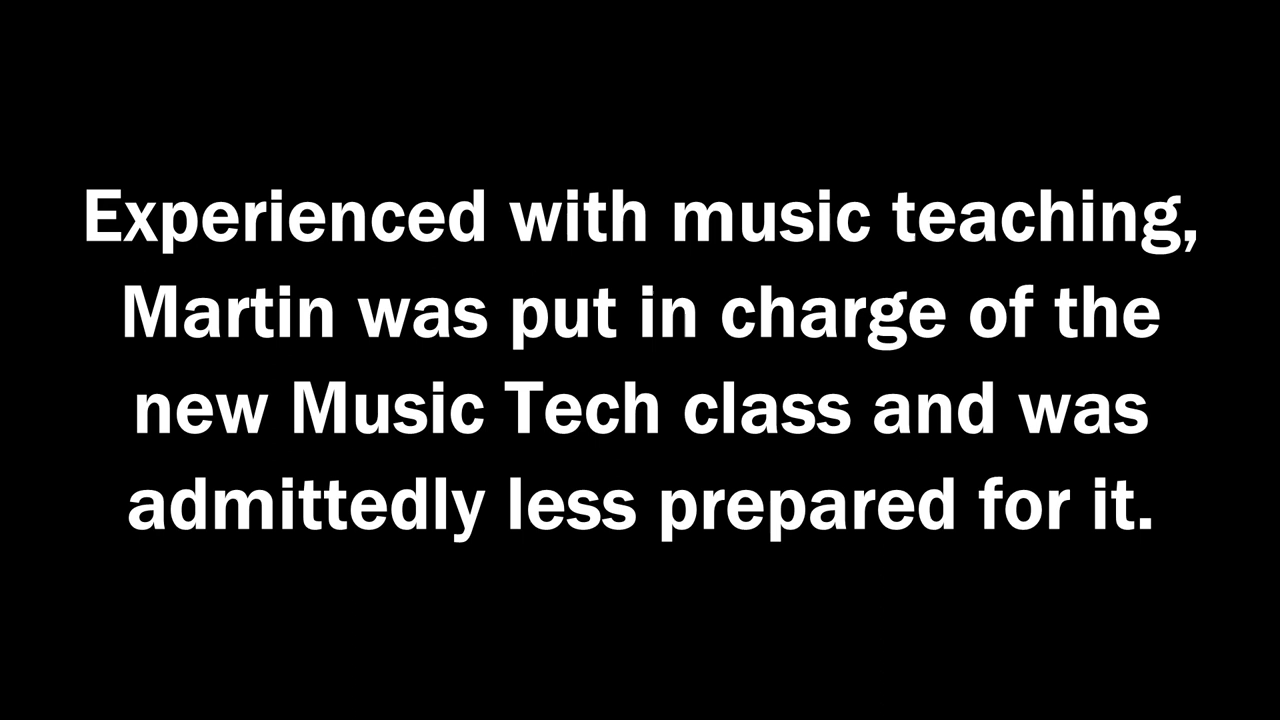 Experienced with music teaching,
Martin was put in charge of the
new Music Tech class and was
admittedly less prepared for it.